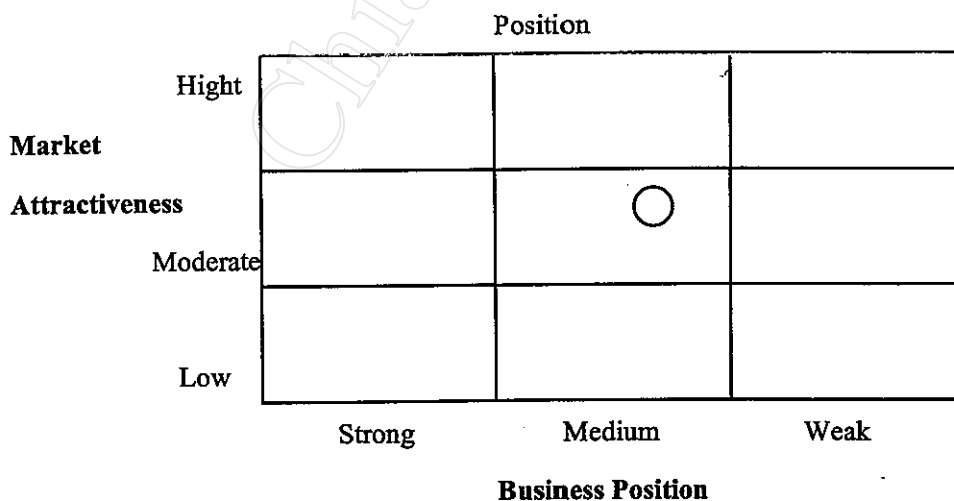 Position
Hight
Market
Attractiveness
Moderate
Low
Strong Medium Weak
Business Position